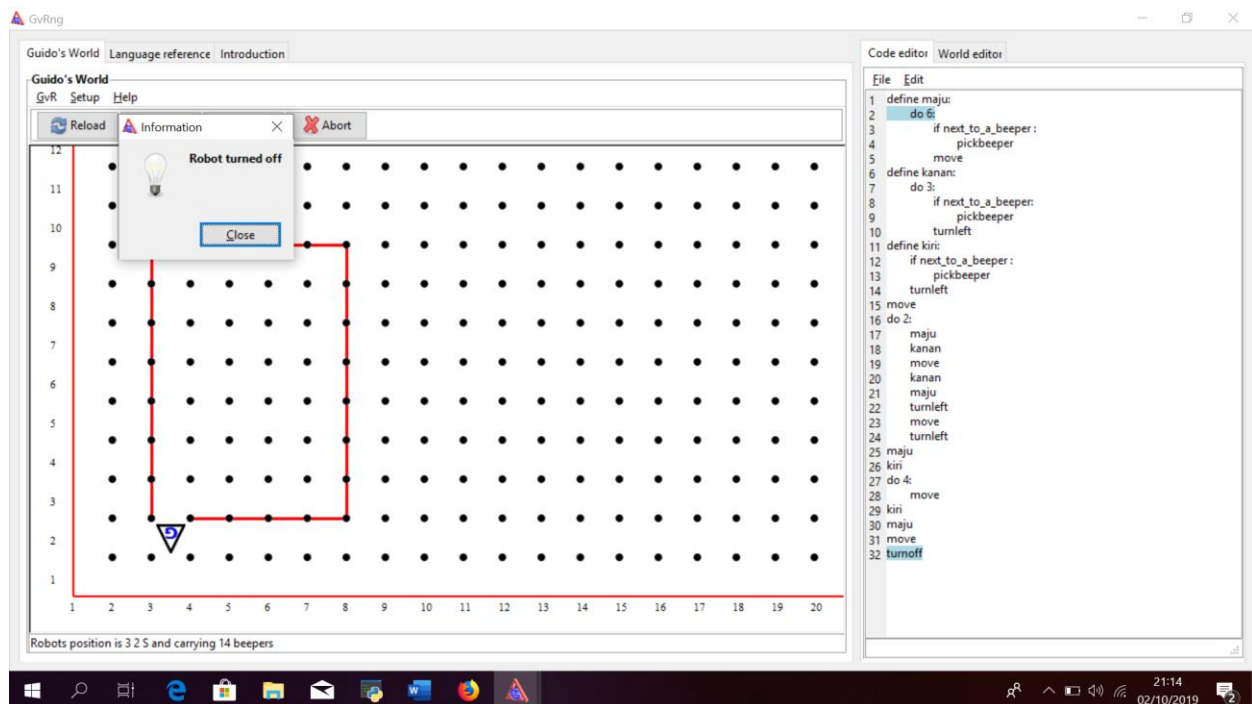 GvRng
Guido's World Language reference Introduction
Guido's World
GvR Setup Help
Reload
Abort
Information
Robot turned off
Close
12
11
10
9
8
7
6
5
4
3
2
1
G
1 2 3 4 5 6 7 8 9 10 11 12 13 14 15 16 17 18 19 20
Robots position is 3 2 S and carrying 14 beepers
Code editor World editor
File Edit
1 define maju:
2 do 6:
3 if next_to_a_beeper :
4 pickbeeper
5 move
6 define kanan:
7 do 3:
8 if next_to_a_beeper:
9 pickbeeper
10 turnleft
11 define kiri:
12 if next_to_a_beeper :
13 pickbeeper
14 turnleft
15 move
16 do 2:
17 maju
18 kanan
19 move
20 kanan
21 maju
22 turnleft
23 move
24 turnleft
25 maju
26 kiri
27 do 4:
28 move
29 kiri
30 maju
31 move
32 turnoff
21:14
02/10/2019
2